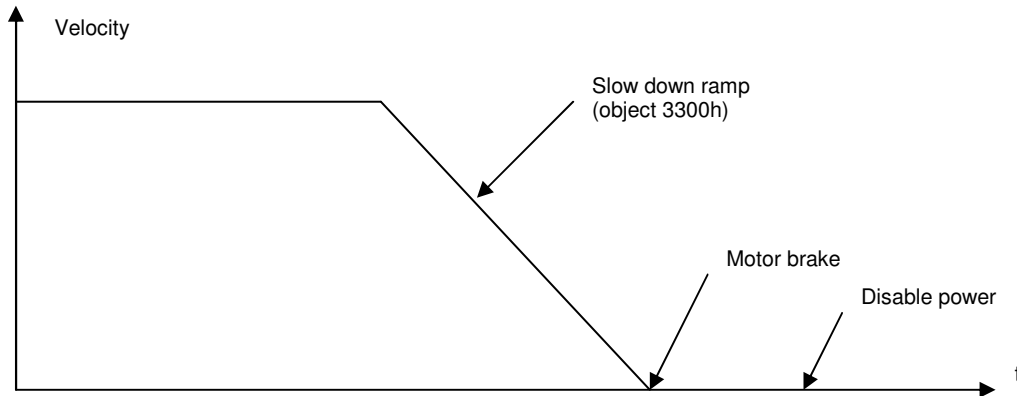 Velocity
Slow down ramp
(object 3300h)
Motor brake
Disable power
t